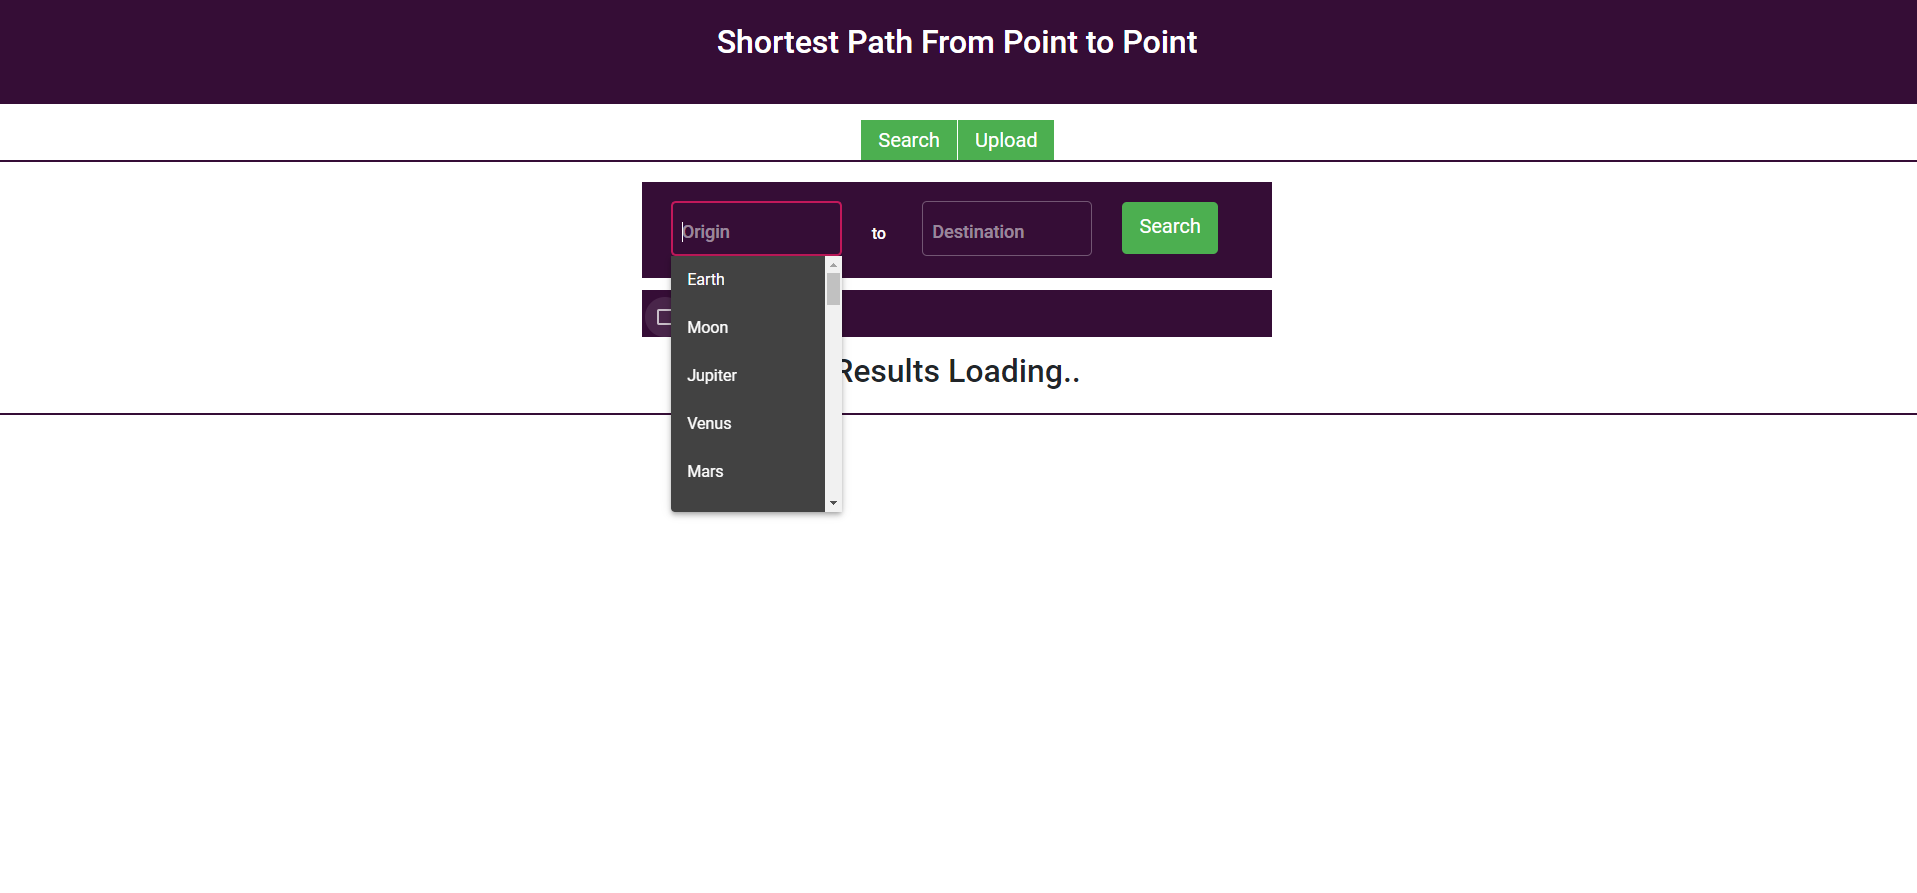 Shortest Path From Point to Point
Search Upload
Origin to Destination Search
Earth
Moon
Jupiter
Results Loading..
Venus
Mars